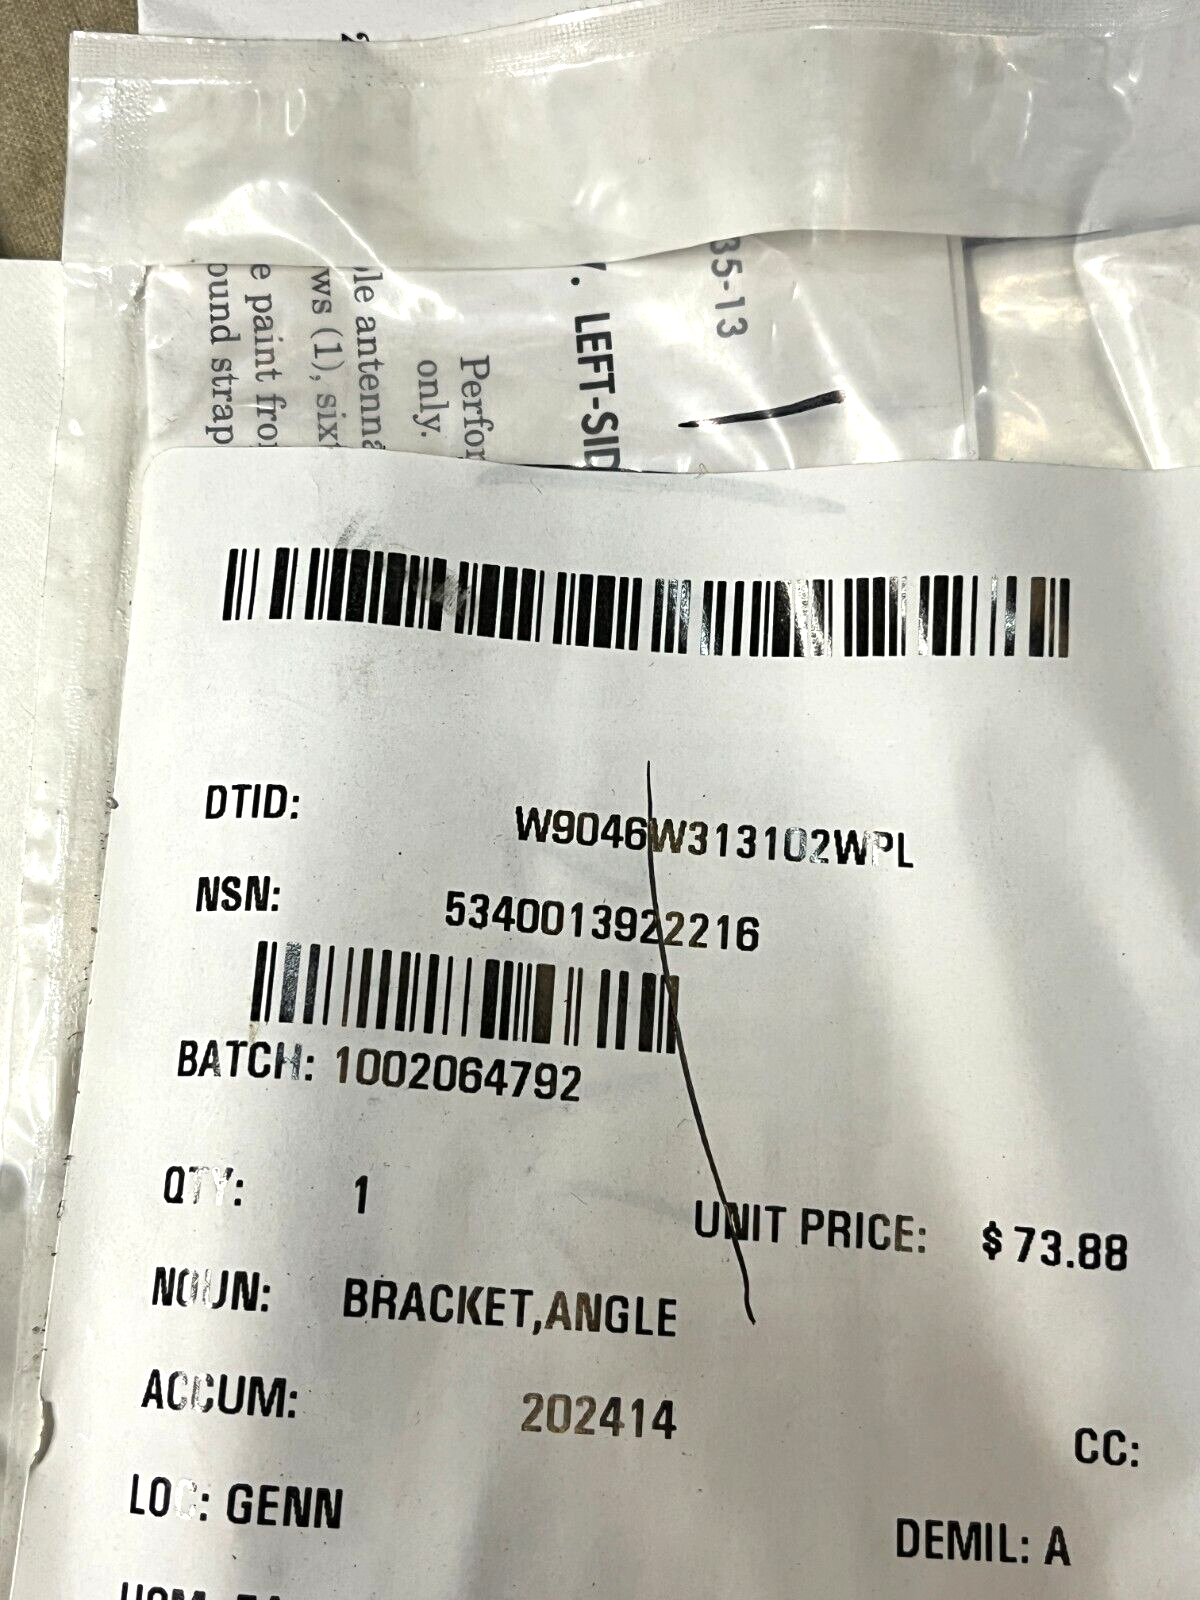 35-13
. LEFT-SID
Perfor
only.
le antenna
ws (1), sixt
e paint fro
ound strap
DTID: W9046W313102WPL
NSN: 5340013922216
BATCH: 1002064792
QTY: 1 UNIT PRICE: $ 73.88
NOUN: BRACKET,ANGLE
ACCUM: 202414 CC:
LOC: GENN DEMIL: A